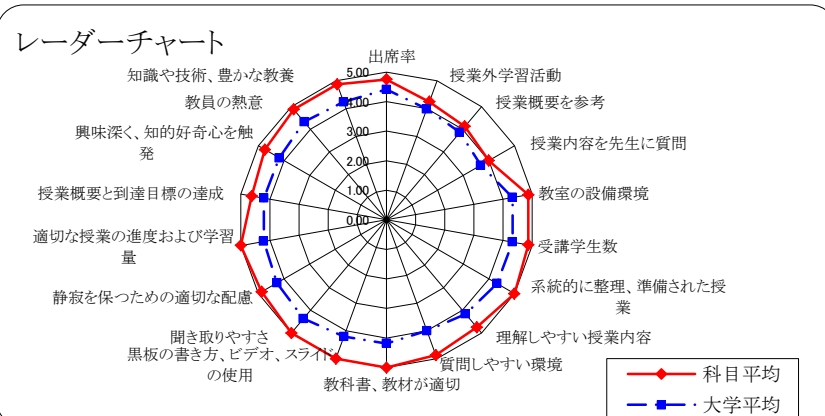 レーダーチャート
出席率
授業外学習活動
授業概要を参考
授業内容を先生に質問
教室の設備環境
受講学生数
系統的に整理、準備された授
業
理解しやすい授業内容
質問しやすい環境
教科書、教材が適切
黒板の書き方、ビデオ、スライド
の使用
聞き取りやすさ
静寂を保つための適切な配慮
適切な授業の進度および学習
量
授業概要と到達目標の達成
興味深く、知的好奇心を触
発
教員の熱意
知識や技術、豊かな教養
5.00
4.00
3.00
2.00
1.00
0.00
科目平均
大学平均